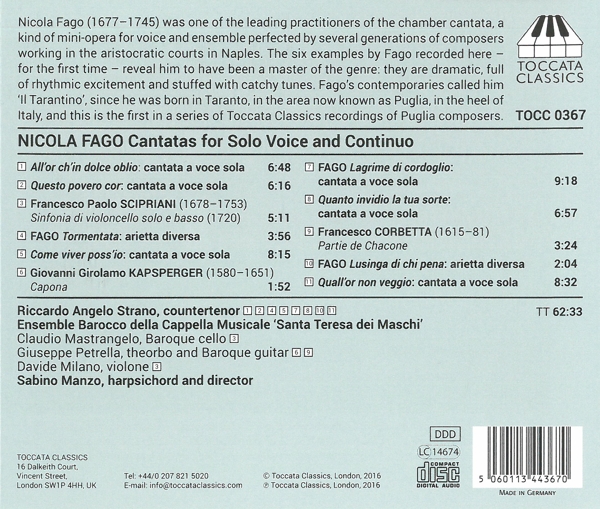 Nicola Fago (1677–1745) was one of the leading practitioners of the chamber cantata, a
kind of mini-opera for voice and ensemble perfected by several generations of composers
working in the aristocratic courts in Naples. The six examples by Fago recorded here –
for the first time – reveal him to have been a master of the genre: they are dramatic, full
of rhythmic excitement and stuffed with catchy tunes. Fago's contemporaries called him
'Il Tarantino', since he was born in Taranto, in the area now known as Puglia, in the heel of
Italy, and this is the first in a series of Toccata Classics recordings of Puglia composers.
TOCCATA
CLASSICS
TOCC 0367
NICOLA FAGO Cantatas for Solo Voice and Continuo
1 All'or ch'in dolce oblio: cantata a voce sola 6:48
2 Questo povero cor: cantata a voce sola 6:16
3 Francesco Paolo SCIPRIANI (1678–1753)
Sinfonia di violoncello solo e basso (1720) 5:11
4 FAGO Tormentata: arietta diversa 3:56
5 Come viver poss'io: cantata a voce sola 8:15
6 Giovanni Girolamo KAPSPERGER (1580–1651)
Capona 1:52
7 FAGO Lagrime di cordoglio:
cantata a voce sola 9:18
8 Quanto invidio la tua sorte:
cantata a voce sola 6:57
9 Francesco CORBETTA (1615–81)
Partie de Chacone 3:24
10 FAGO Lusinga di chi pena: arietta diversa 2:04
11 Quall'or non veggio: cantata a voce sola 8:32
Riccardo Angelo Strano, countertenor 1 2 4 5 7 8 10 11
TT 62:33
Ensemble Barocco della Cappella Musicale 'Santa Teresa dei Maschi'
Claudio Mastrangelo, Baroque cello 3
Giuseppe Petrella, theorbo and Baroque guitar 6 9
Davide Milano, violone 3
Sabino Manzo, harpsichord and director
TOCCATA CLASSICS
16 Dalkeith Court,
Vincent Street,
London SW1P 4HH, UK
Tel: +44/0 207 821 5020
E-mail: info@toccataclassics.com
© Toccata Classics, London, 2016
℗ Toccata Classics, London, 2016
DDD
LC 14674
COMPACT
disc
DIGITAL AUDIO
5 060113 443670
MADE IN GERMANY